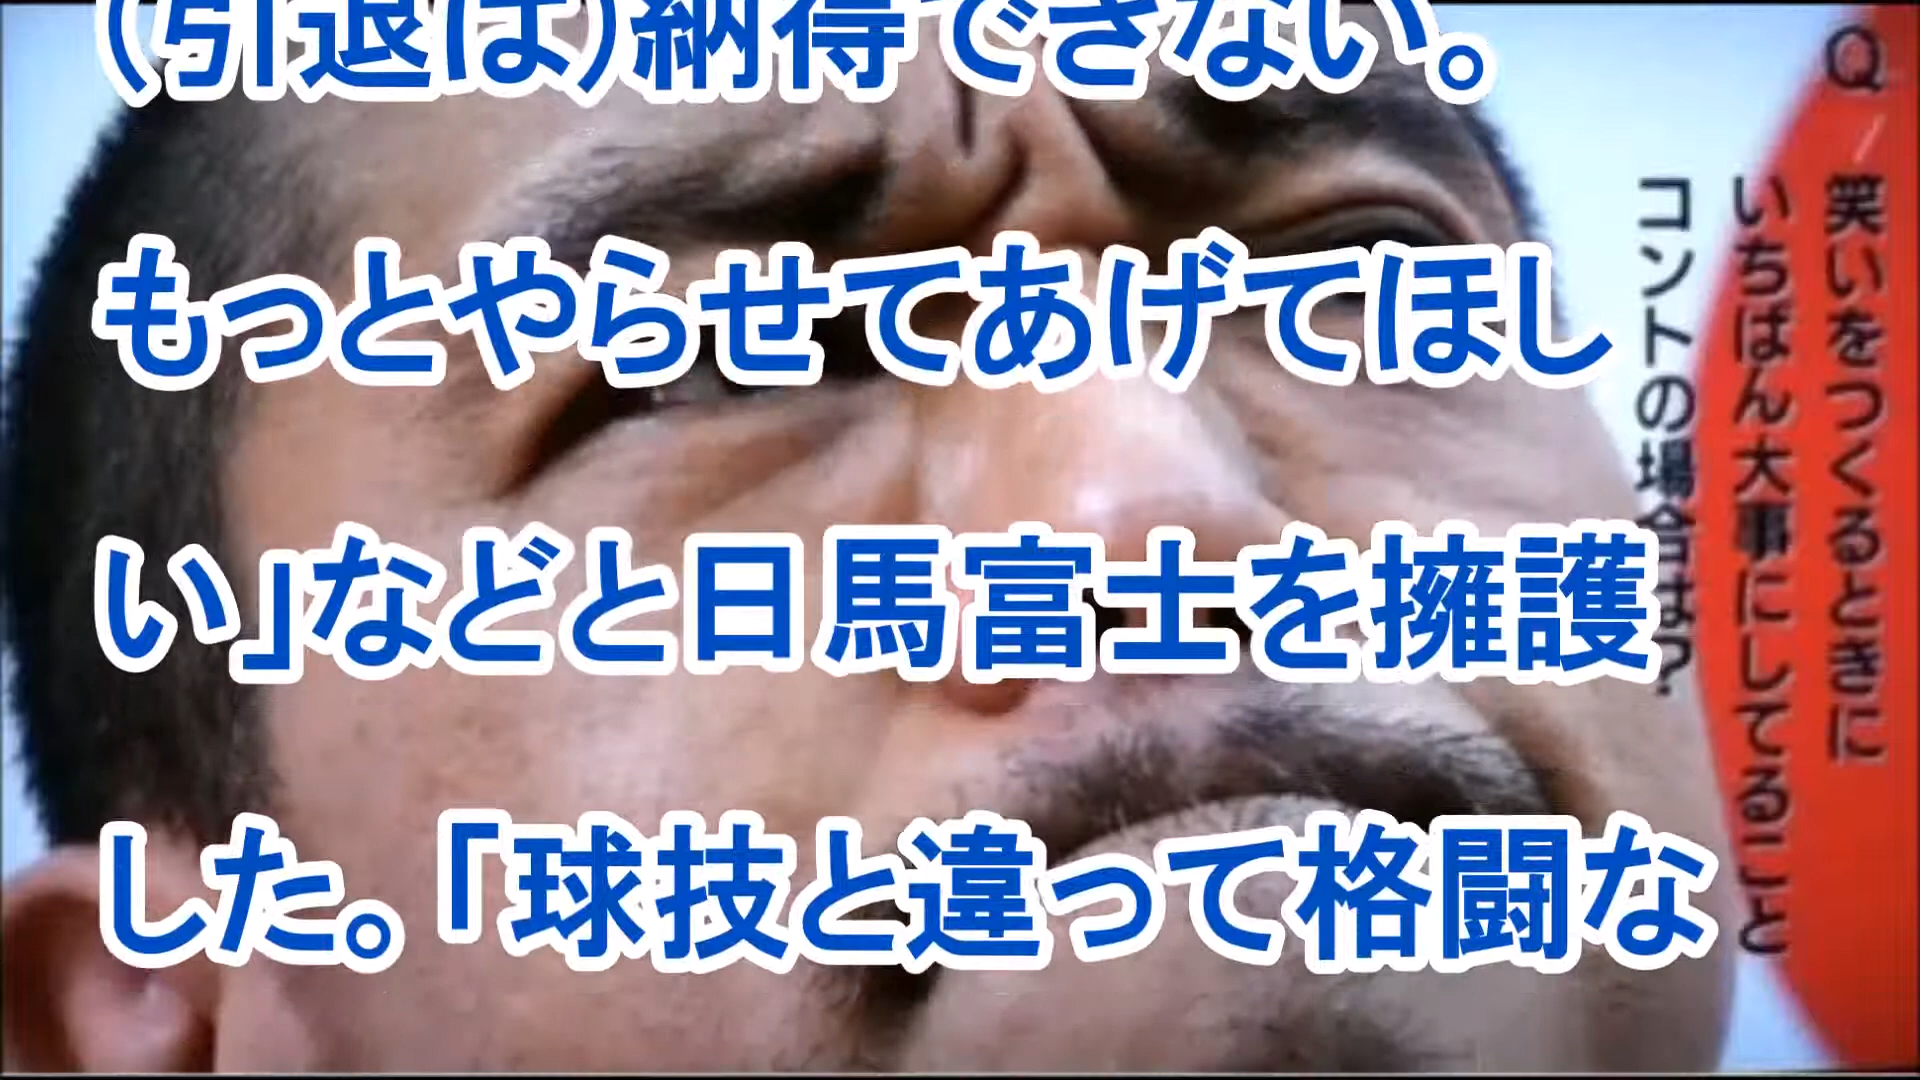 (引退は)納得できない。
もっとやらせてあげてほし
い」などと日馬富士を擁護
した。「球技と違って格闘な
Q/笑いをつくるときに
いちばん大事にしてること
コントの場合は?